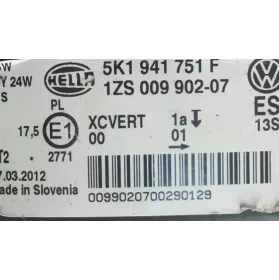 W HELLA 5K1 941 751 F
Y 24W 1ZS 009 902-07
S PL ES
17,5 E1 XCVERT 1a 13S
00 01
T2 2771
7.03.2012
ade in Slovenia
0099020700290129